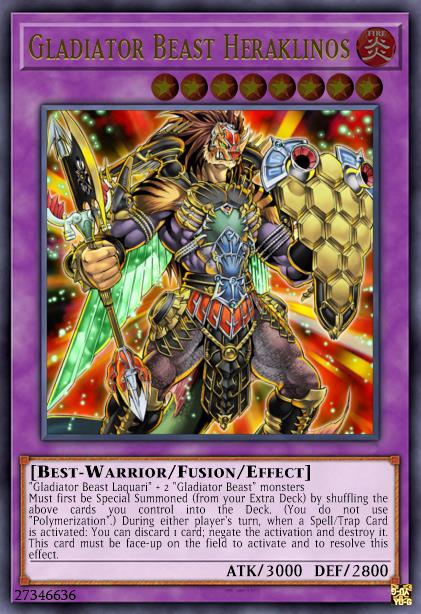 GLADIATOR BEAST HERAKLINOS
FIRE
炎
[BEST-WARRIOR/FUSION/EFFECT]
"Gladiator Beast Laquari" + 2 "Gladiator Beast" monsters
Must first be Special Summoned (from your Extra Deck) by shuffling the
above cards you control into the Deck. (You do not use
"Polymerization".) During either player's turn, when a Spell/Trap Card
is activated: You can discard 1 card; negate the activation and destroy it.
This card must be face-up on the field to activate and to resolve this
effect.
ATK/3000 DEF/2800
27346636